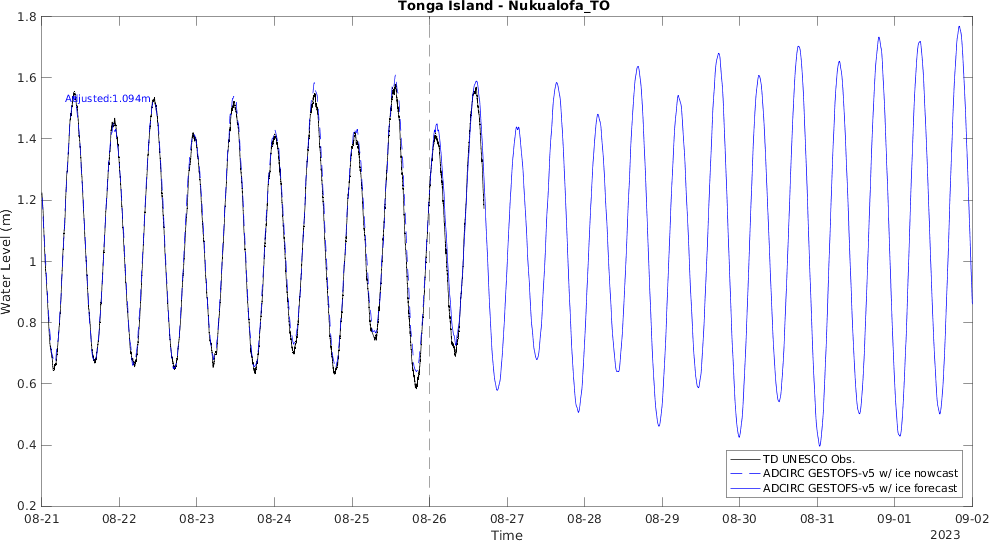 Tonga Island - Nukualofa_TO
Adjusted:1.094m
Water Level (m)
1.8
1.6
1.4
1.2
1
0.8
0.6
0.4
0.2
TD UNESCO Obs.
ADCIRC GESTOFS-v5 w/ ice nowcast
ADCIRC GESTOFS-v5 w/ ice forecast
08-21 08-22 08-23 08-24 08-25 08-26 08-27 08-28 08-29 08-30 08-31 09-01 09-02
Time
2023